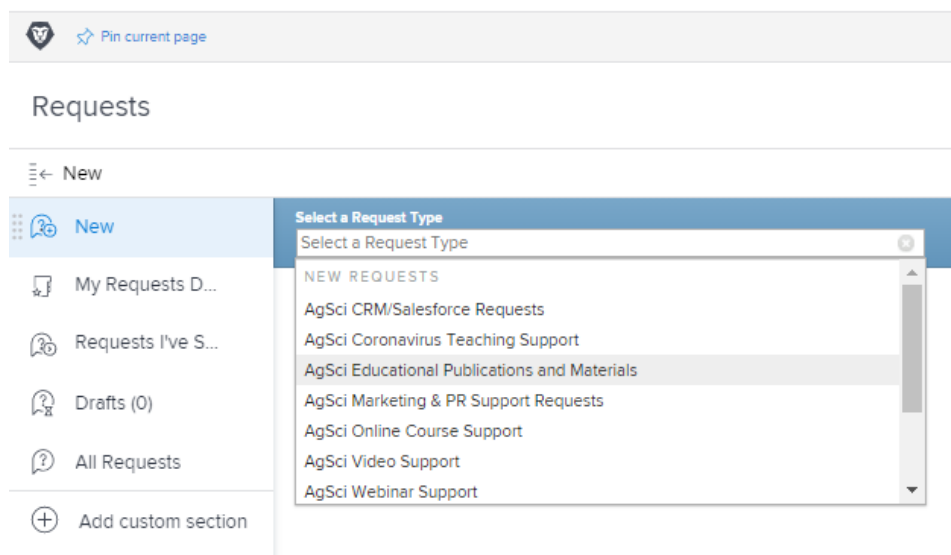 Pin current page
Requests
New
New
My Requests D...
Requests I've S...
Drafts (0)
All Requests
Add custom section
Select a Request Type
Select a Request Type
NEW REQUESTS
AgSci CRM/Salesforce Requests
AgSci Coronavirus Teaching Support
AgSci Educational Publications and Materials
AgSci Marketing & PR Support Requests
AgSci Online Course Support
AgSci Video Support
AgSci Webinar Support